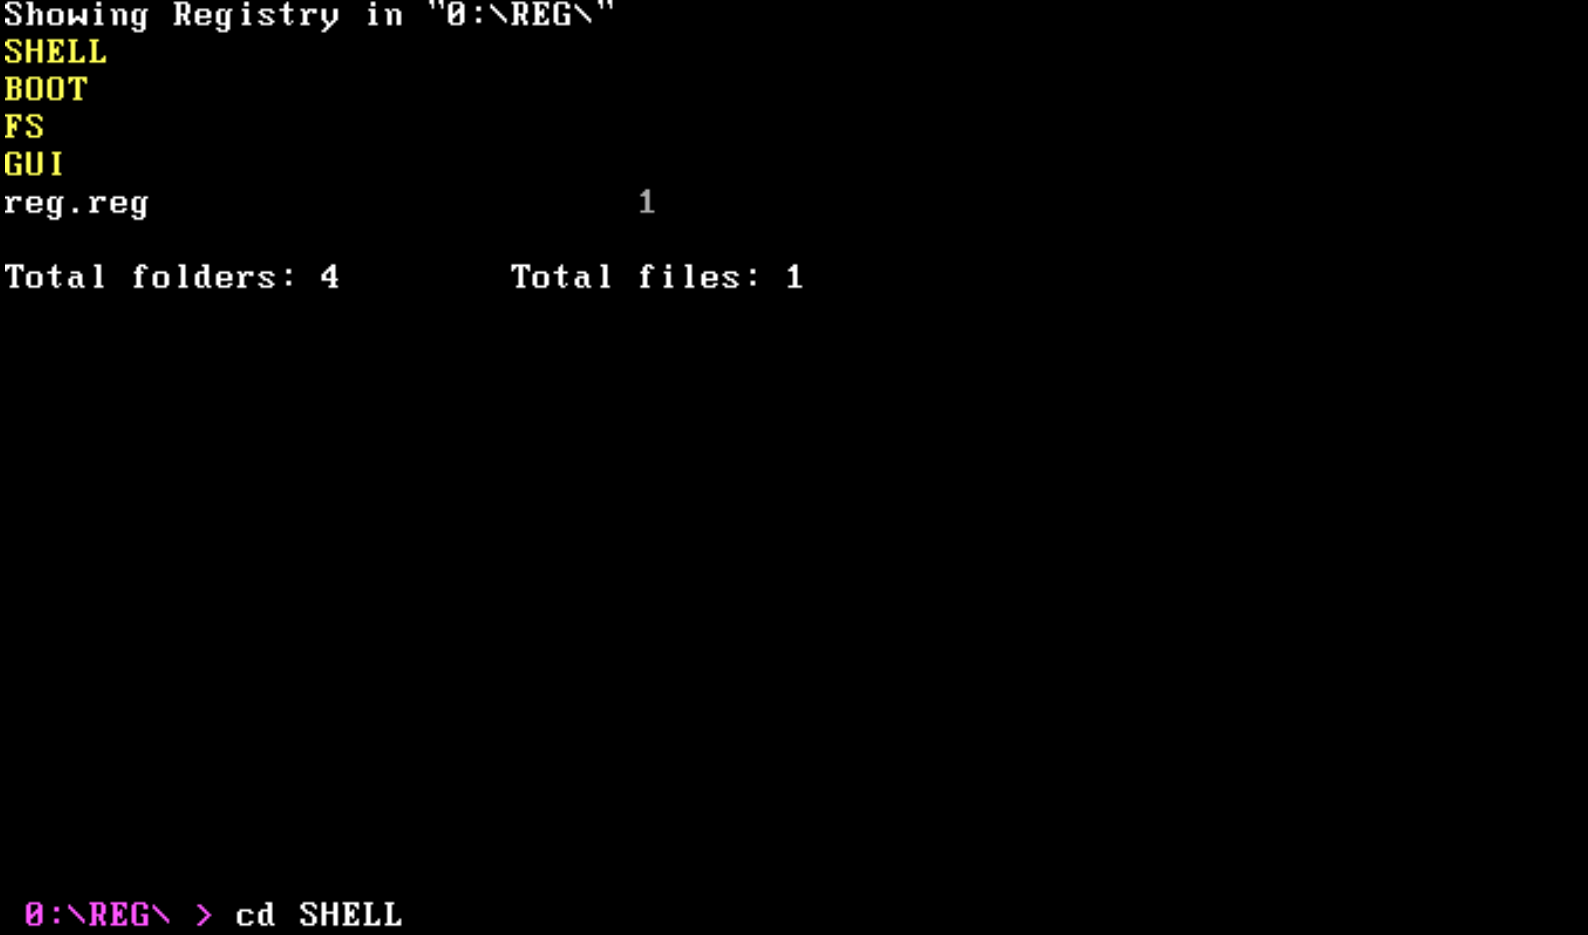 Showing Registry in "0:\REG\"
SHELL
BOOT
FS
GUI
reg.reg 1
Total folders: 4 Total files: 1
0:\REG\ > cd SHELL